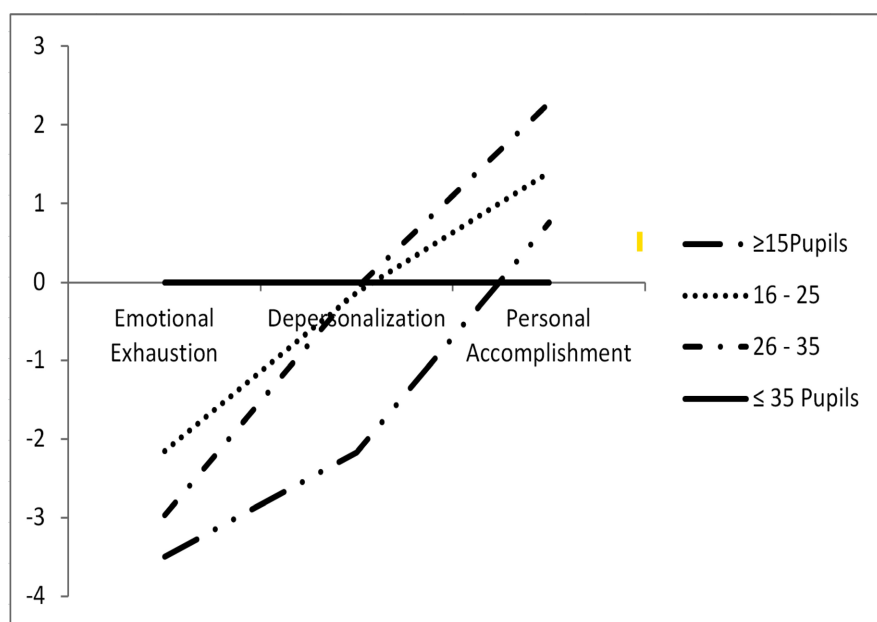 3
2
1
0
-1
-2
-3
-4
Emotional
Exhaustion
Depersonalization
Personal
Accomplishment
≥15Pupils
16 - 25
26 - 35
≤ 35 Pupils